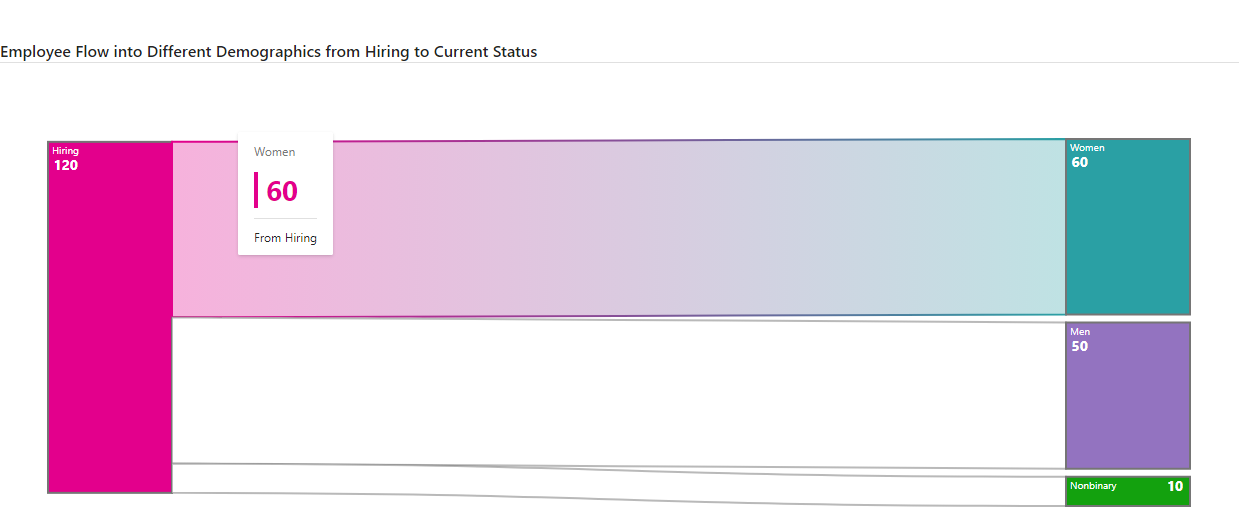 Employee Flow into Different Demographics from Hiring to Current Status
Hiring
120
Women
60
From Hiring
Women
60
Men
50
Nonbinary 10